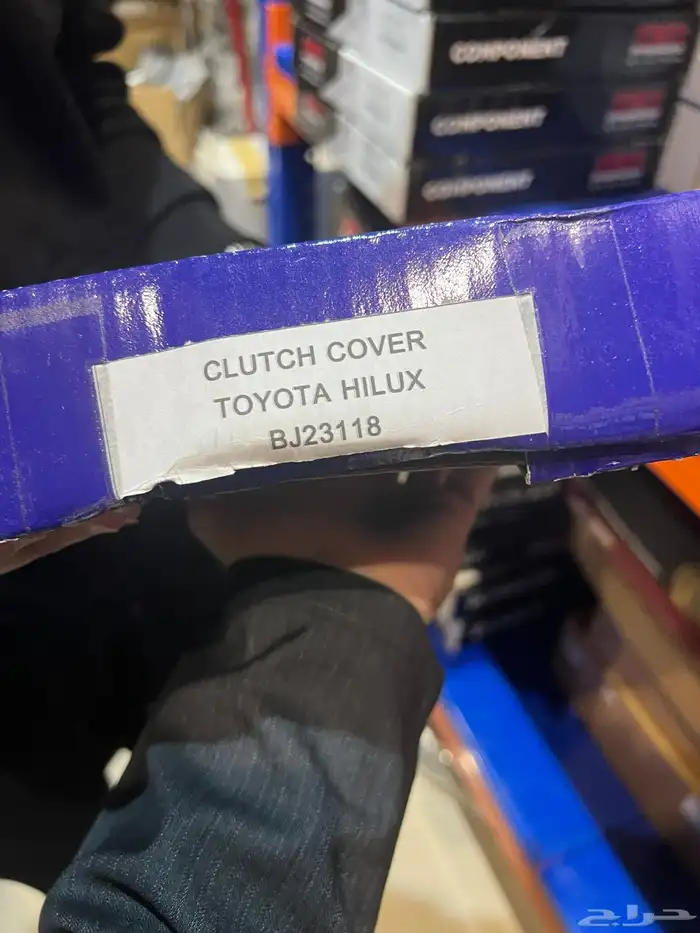 COMPONENT
COMPONENT
COMPONENT
CLUTCH COVER
TOYOTA HILUX
BJ23118
حراج